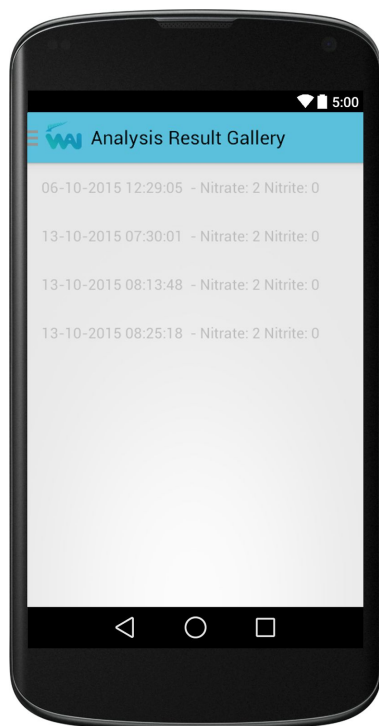 5:00
WAI Analysis Result Gallery
06-10-2015 12:29:05 - Nitrate: 2 Nitrite: 0
13-10-2015 07:30:01 - Nitrate: 2 Nitrite: 0
13-10-2015 08:13:48 - Nitrate: 2 Nitrite: 0
13-10-2015 08:25:18 - Nitrate: 2 Nitrite: 0